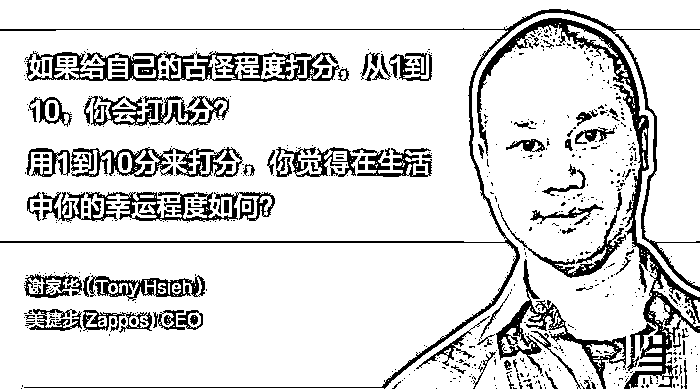 如果给自己的古怪程度打分。从1到
10，你会打几分？
用1到10分来打分。你觉得在生活
中你的幸运程度如何？
谢家华（Tony Hsieh）
美捷步(Zappos) CEO